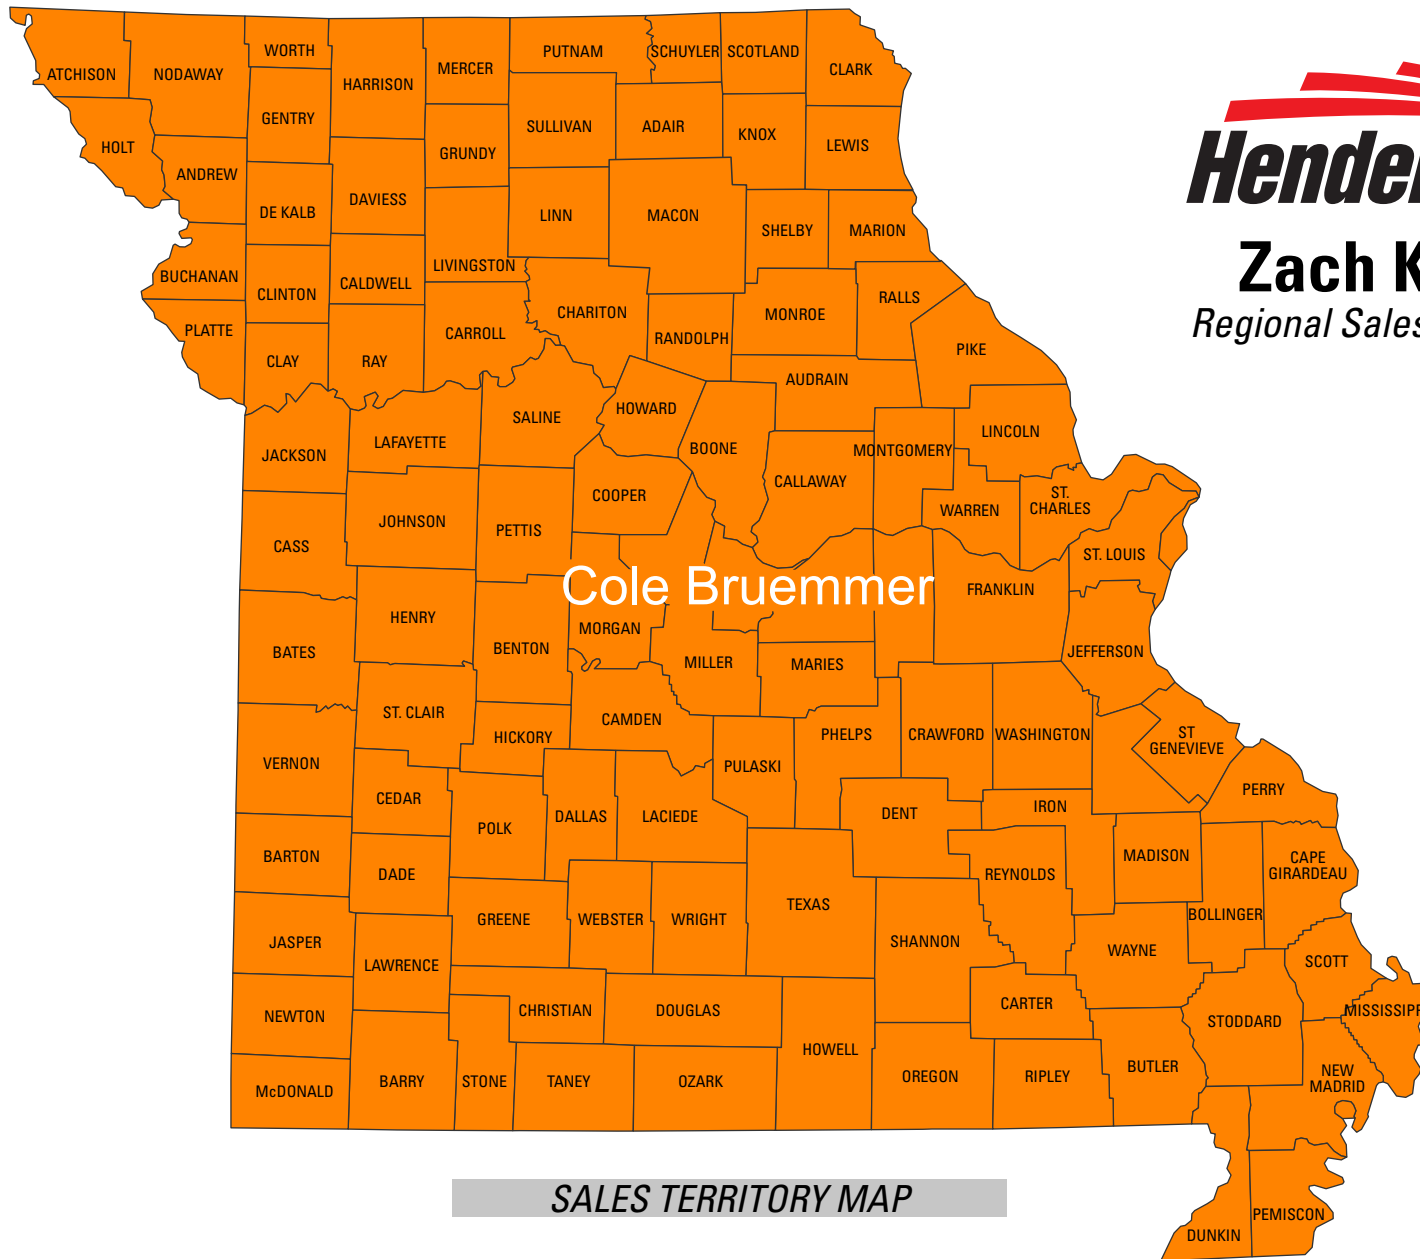 WORTH
PUTNAM
SCHUYLER
SCOTLAND
ATCHISON
NODAWAY
HARRISON
MERCER
CLARK
GENTRY
SULLIVAN
ADAIR
KNOX
HOLT
GRUNDY
LEWIS
ANDREW
DE KALB
DAVIESS
LINN
MACON
SHELBY
MARION
BUCHANAN
CLINTON
CALDWELL
LIVINGSTON
CHARITON
RALLS
PLATTE
CLAY
RAY
CARROLL
RANDOLPH
MONROE
PIKE
AUDRAIN
SALINE
HOWARD
LAFAYETTE
JACKSON
BOONE
MONTGOMERY
LINCOLN
CALLAWAY
COOPER
WARREN
ST.
CHARLES
JOHNSON
PETTIS
CASS
ST. LOUIS
Cole Bruemmer
FRANKLIN
HENRY
MORGAN
BENTON
BATES
MILLER
MARIES
JEFFERSON
ST. CLAIR
CAMDEN
HICKORY
PHELPS
CRAWFORD
WASHINGTON
ST
GENEVIEVE
VERNON
PULASKI
CEDAR
PERRY
POLK
DALLAS
LACIEDE
DENT
IRON
BARTON
DADE
MADISON
CAPE
GIRARDEAU
REYNOLDS
GREENE
WEBSTER
WRIGHT
TEXAS
BOLLINGER
JASPER
LAWRENCE
SHANNON
WAYNE
SCOTT
NEWTON
CHRISTIAN
DOUGLAS
CARTER
STODDARD
MISSISSIPP
HOWELL
McDONALD
BARRY
STONE
TANEY
OZARK
OREGON
RIPLEY
BUTLER
NEW
MADRID
DUNKIN
PEMISCON
Hender
Zach K
Regional Sales
SALES TERRITORY MAP